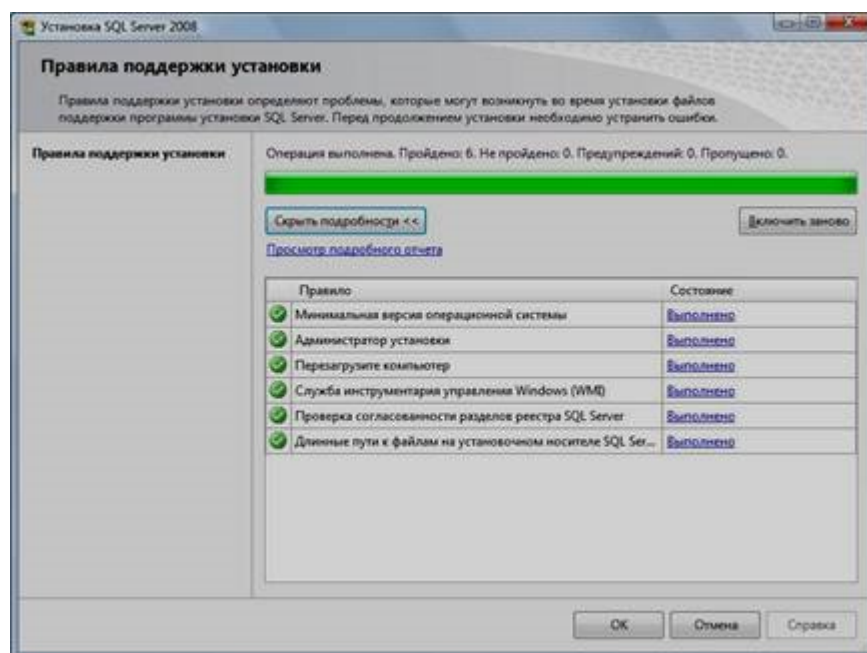 Установка SQL Server 2008
Правила поддержки установки
Правила поддержки установки определяют проблемы, которые могут возникнуть во время установки файлов
поддержки программы установки SQL Server. Перед продолжением установки необходимо устранить ошибки.
Правила поддержки установки
Операция выполнена. Пройдено: 6. Не пройдено: 0. Предупреждений: 0. Пропущено: 0.
Скрыть подробности <<
Включить заново
Просмотр подробного отчета
Правило Состояние
Минимальная версия операционной системы Выполнено
Администратор установки Выполнено
Перезагрузите компьютер Выполнено
Служба инструментария управления Windows (WMI) Выполнено
Проверка согласованности разделов реестра SQL Server Выполнено
Длинные пути к файлам на установочном носителе SQL Ser... Выполнено
ОК Отмена Справка